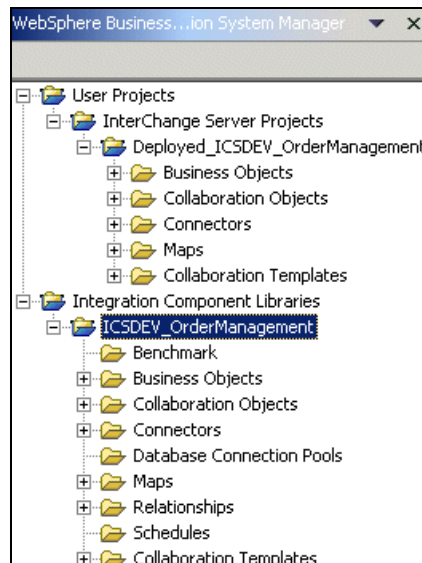 WebSphere Business...ion System Manager
User Projects
InterChange Server Projects
Deployed_ICSDEV_OrderManagement
Business Objects
Collaboration Objects
Connectors
Maps
Collaboration Templates
Integration Component Libraries
ICSDEV_OrderManagement
Benchmark
Business Objects
Collaboration Objects
Connectors
Database Connection Pools
Maps
Relationships
Schedules
Collaboration Templates